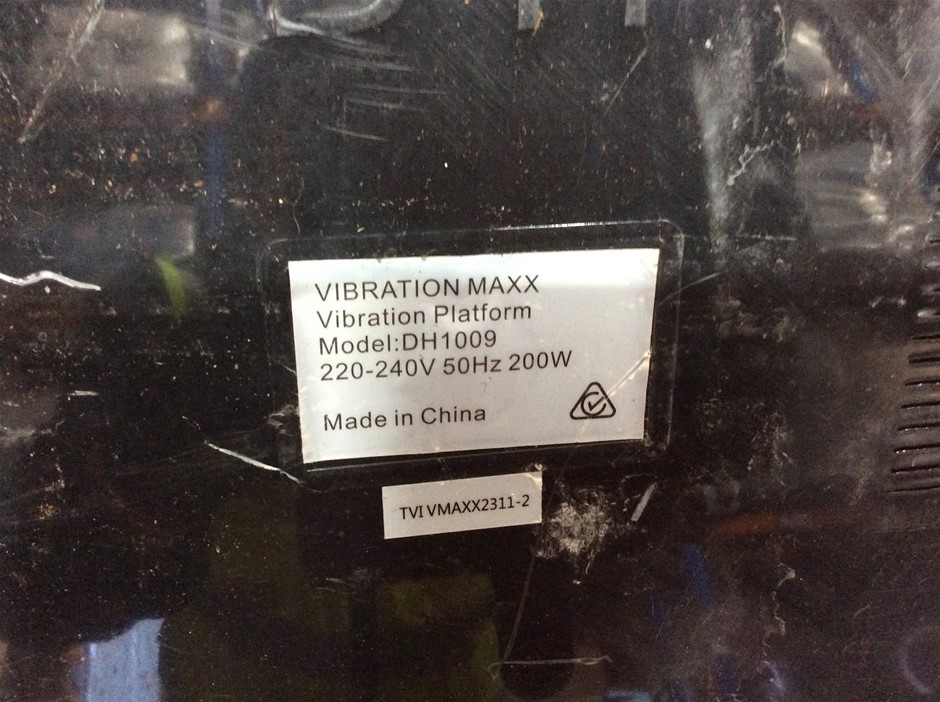 VIBRATION MAXX
Vibration Platform
Model:DH1009
220-240V 50Hz 200W
Made in China
TVI VMAXX2311-2